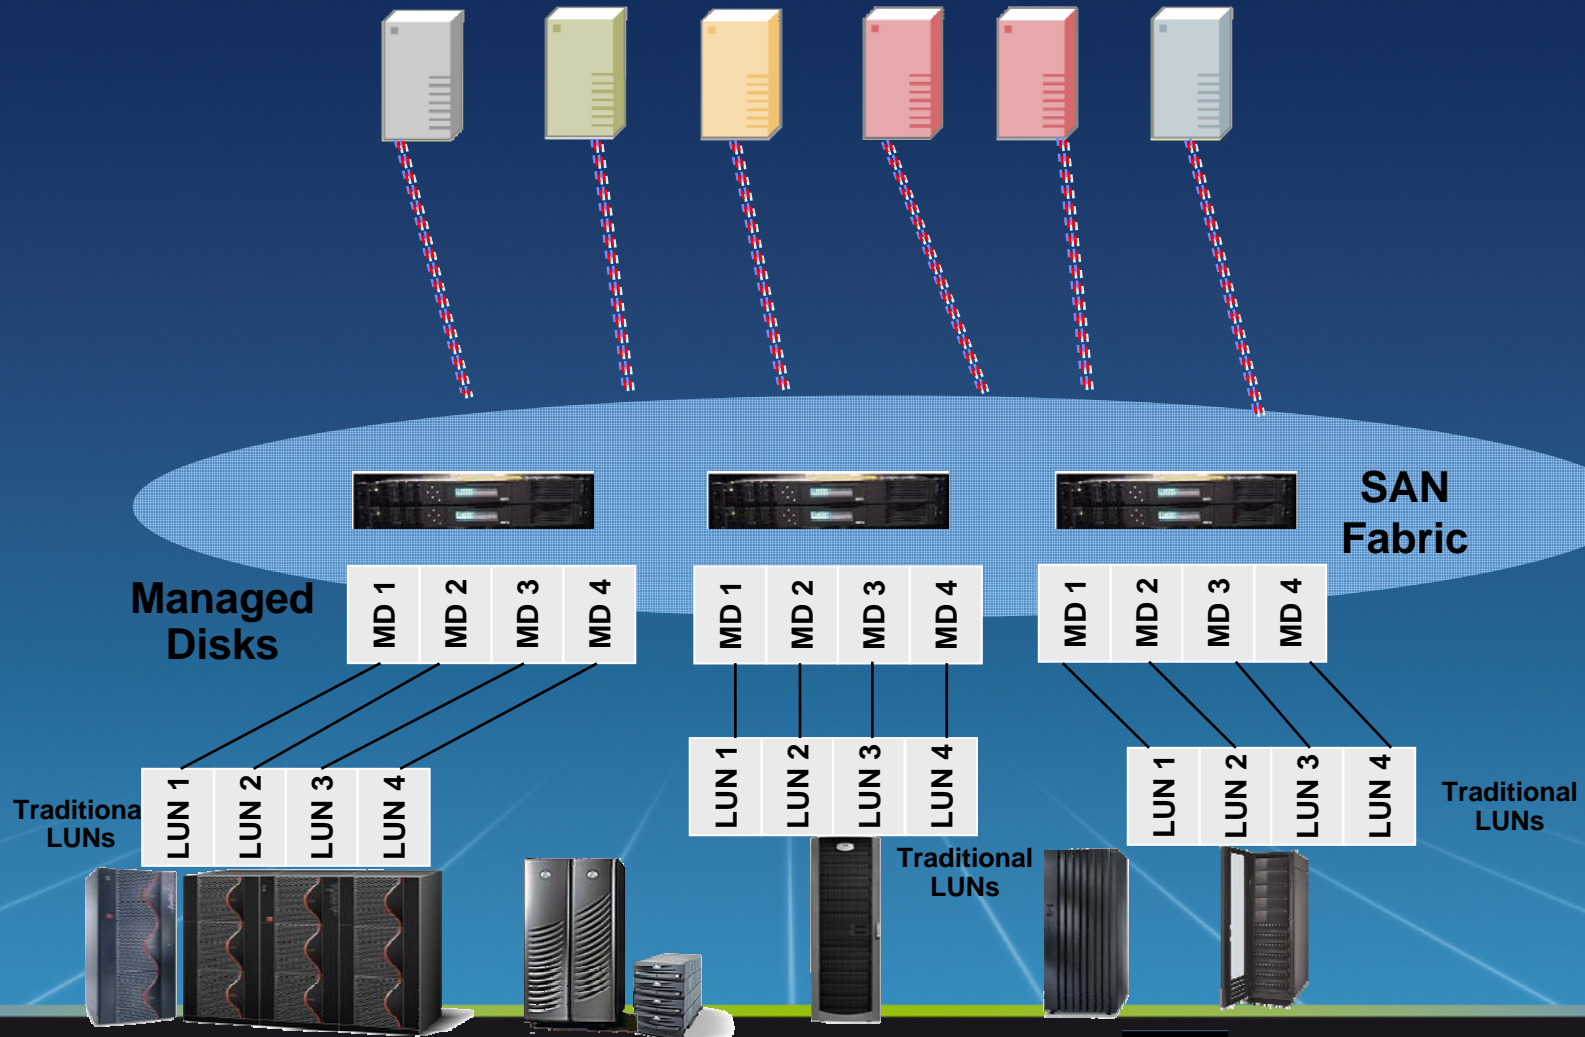 SAN
Fabric
Managed
Disks
MD 1
MD 2
MD 3
MD 4
MD 1
MD 2
MD 3
MD 4
MD 1
MD 2
MD 3
MD 4
LUN 1
LUN 2
LUN 3
LUN 4
LUN 1
LUN 2
LUN 3
LUN 4
LUN 1
LUN 2
LUN 3
LUN 4
Traditiona
LUNs
Traditional
LUNs
Traditional
LUNs